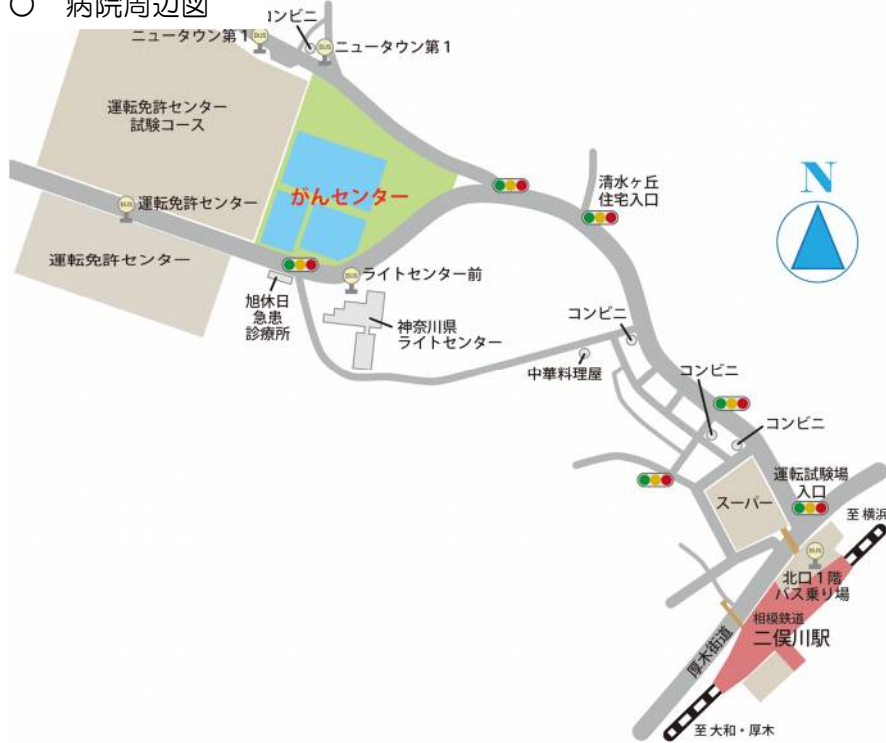 ○ 病院周辺図
コンビニ
ニュータウン第1
BUS
BUS
ニュータウン第1
運転免許センター
試験コース
がんセンター
清水ヶ丘
住宅入口
N
BUS
運転免許センター
運転免許センター
BUS
ライトセンター前
旭休日
急患
診療所
神奈川県
ライトセンター
コンビニ
中華料理屋
コンビニ
コンビニ
運転試験場
入口
スーパー
至 横浜
BUS
北口1階
バス乗り場
相模鉄道
二俣川駅
厚木街道
至 大和・厚木